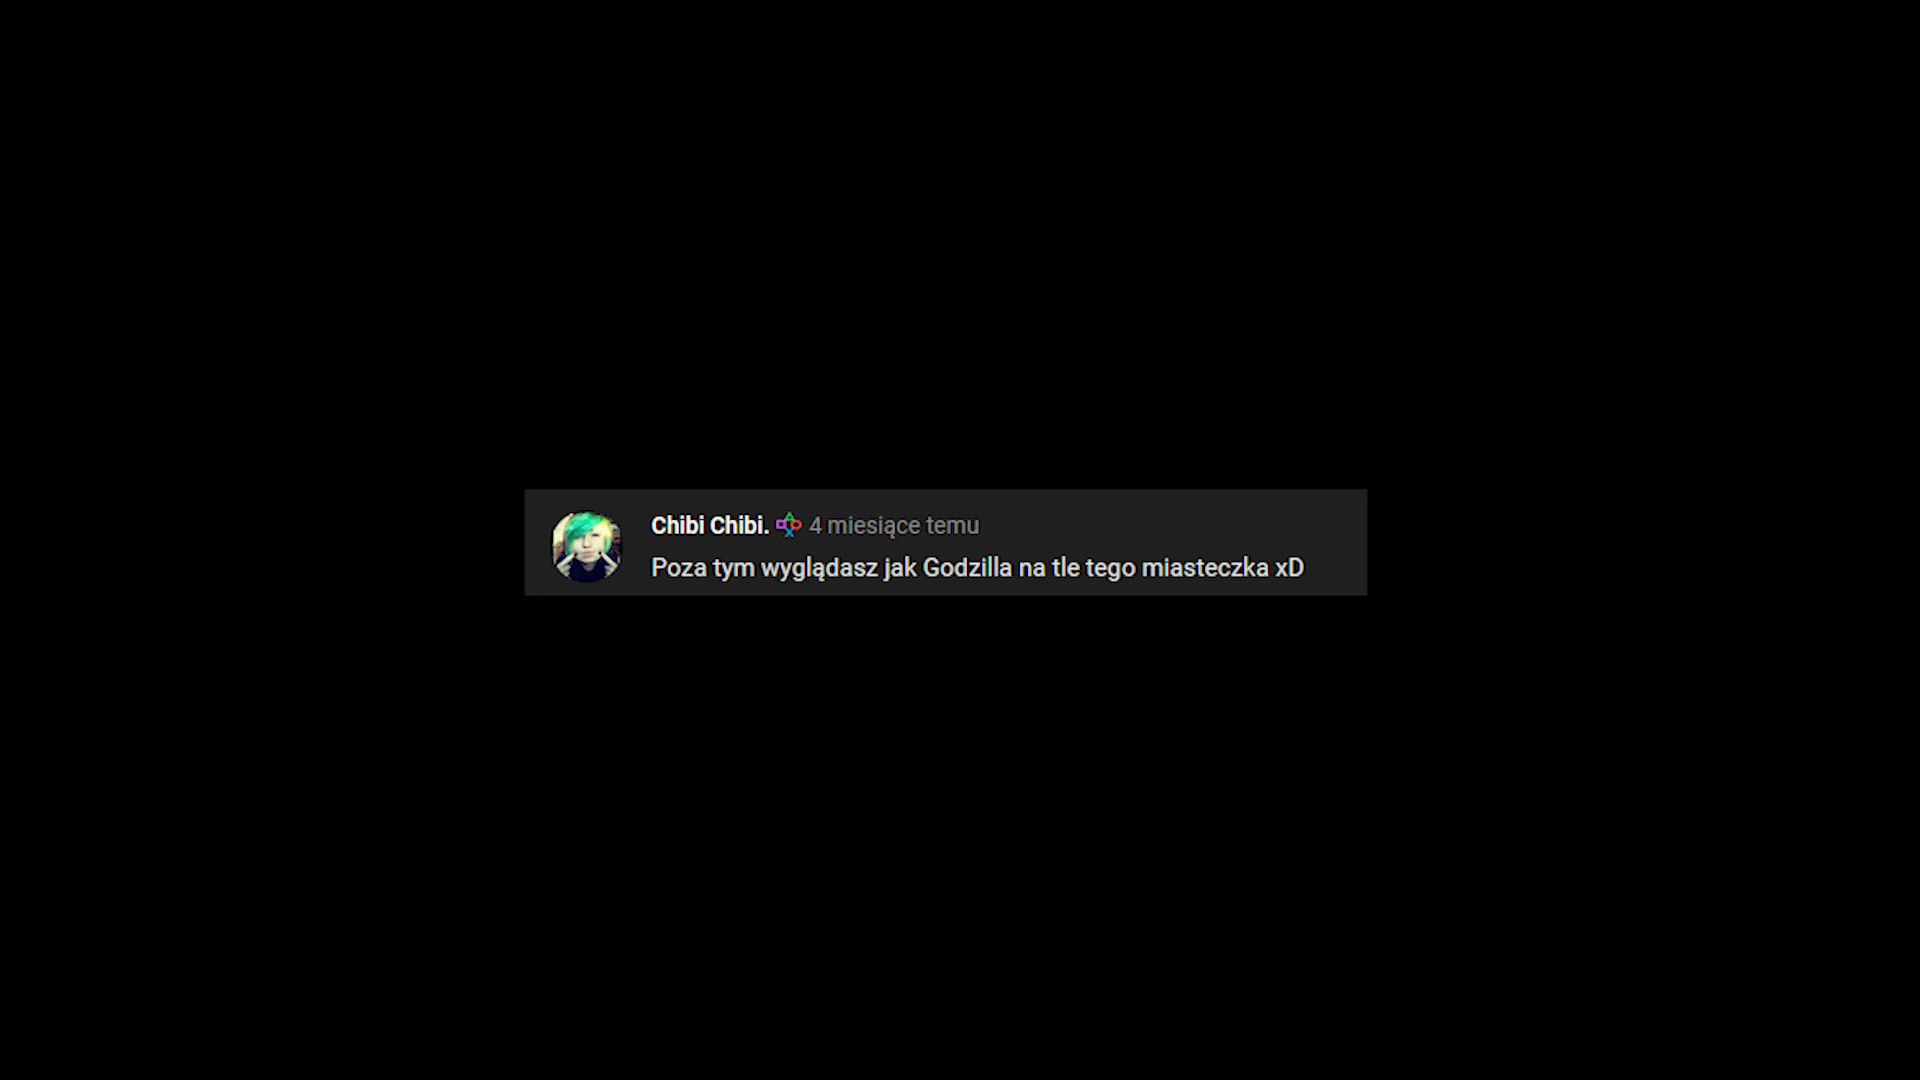 Chibi Chibi. 4 miesiące temu
Poza tym wyglądasz jak Godzilla na tle tego miasteczka xD